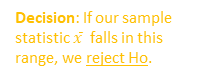 Decision: If our sample
statistic x̄ falls in this
range, we reject Ho.